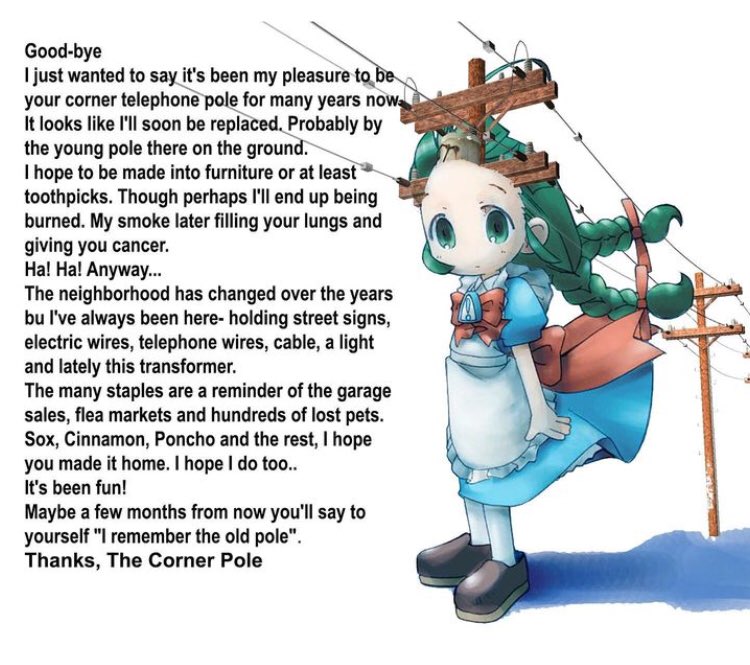 Good-bye
I just wanted to say it's been my pleasure to be
your corner telephone pole for many years now.
It looks like I'll soon be replaced. Probably by
the young pole there on the ground.
I hope to be made into furniture or at least
toothpicks. Though perhaps I'll end up being
burned. My smoke later filling your lungs and
giving you cancer.
Ha! Ha! Anyway...
The neighborhood has changed over the years
bu I've always been here- holding street signs,
electric wires, telephone wires, cable, a light
and lately this transformer.
The many staples are a reminder of the garage
sales, flea markets and hundreds of lost pets.
Sox, Cinnamon, Poncho and the rest, I hope
you made it home. I hope I do too..
It's been fun!
Maybe a few months from now you'll say to
yourself "I remember the old pole".
Thanks, The Corner Pole